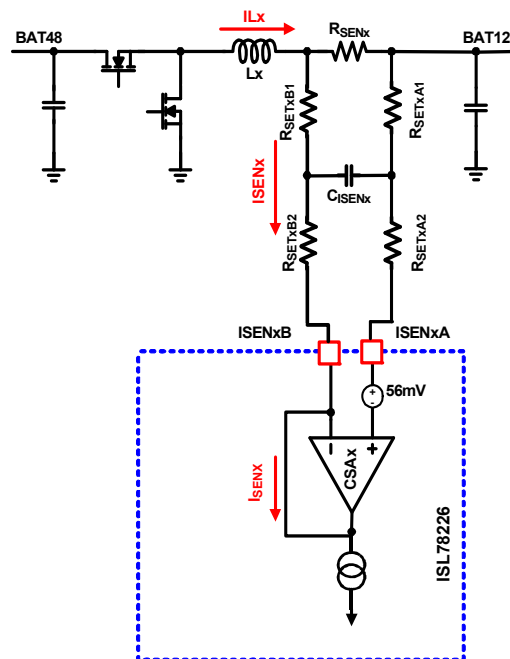 ILx
BAT48
RSENx
BAT12
Lx
RSETxB1
RSETxA1
ISENx
CISENx
RSETxB2
RSETxA2
ISENxB
ISENxA
56mV
+
-
− +
CSAx
ISENX
ISL78226